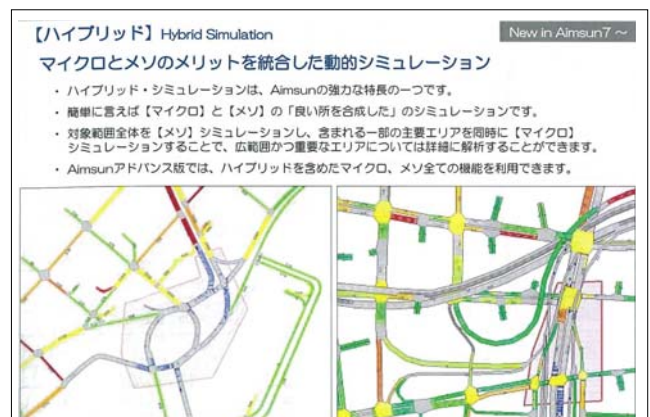 【ハイブリッド】Hybrid Simulation
New in Aimsun7 ～
マイクロとメソのメリットを統合した動的シミュレーション
・ ハイブリッド・シミュレーションは、Aimsunの強力な特長の一つです。
・ 簡単に言えば【マイクロ】と【メソ】の「良い所を合成した」のシミュレーションです。
・ 対象範囲全体を【メソ】シミュレーションし、含まれる一部の主要エリアを同時に【マイクロ】
シミュレーションすることで、広範囲かつ重要なエリアについては詳細に解析することができます。
・ Aimsunアドバンス版では、ハイブリッドを含めたマイクロ、メソ全ての機能を利用できます。